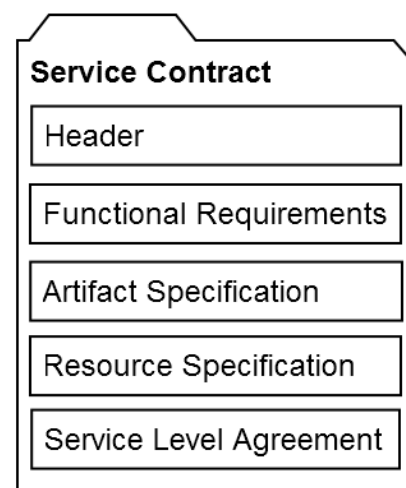 Service Contract
Header
Functional Requirements
Artifact Specification
Resource Specification
Service Level Agreement